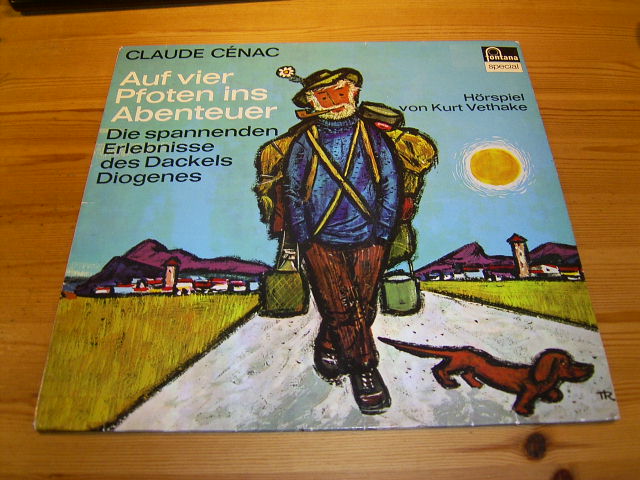 CLAUDE CÉNAC
Auf vier
Pfoten ins
Abenteuer
Die spannenden
Erlebnisse
des Dackels
Diogenes
fontana
special
Hörspiel
von Kurt Vethake
TR